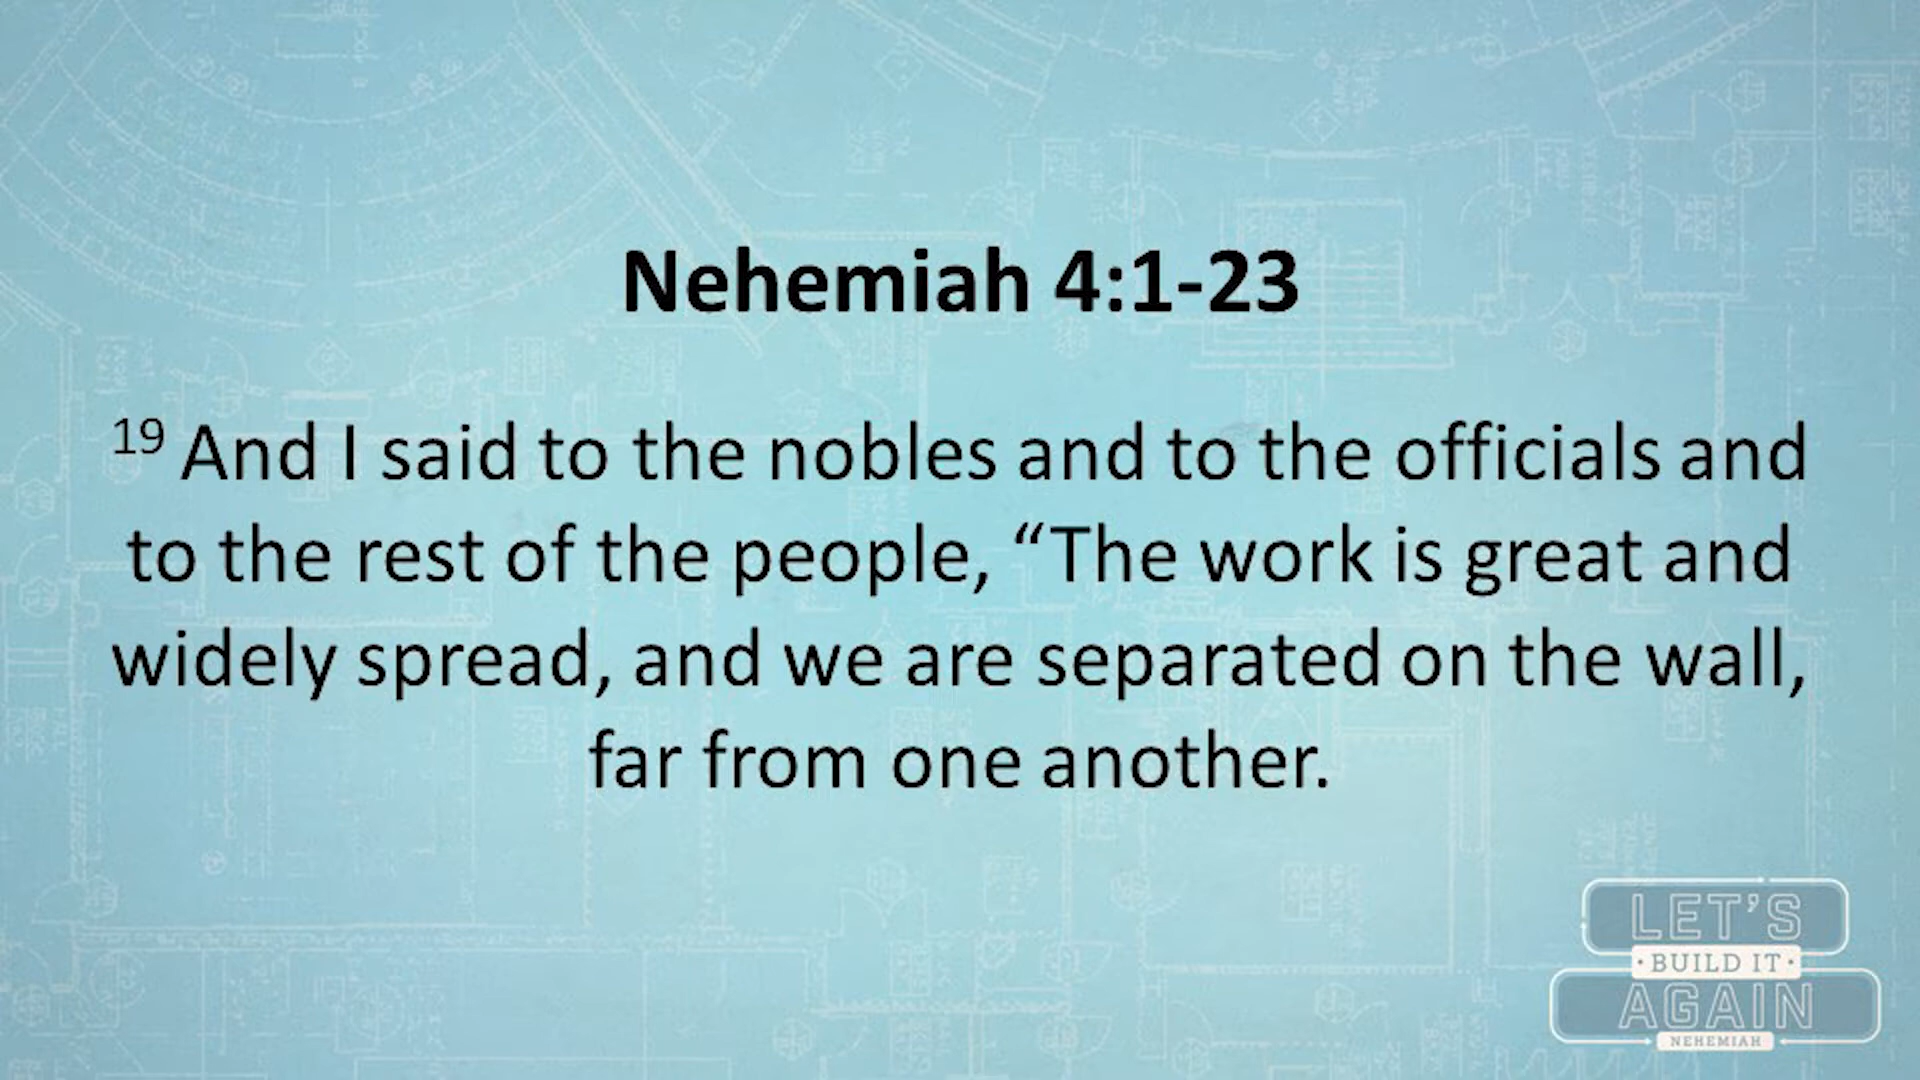 Nehemiah 4:1-23
19 And I said to the nobles and to the officials and
to the rest of the people, “The work is great and
widely spread, and we are separated on the wall,
far from one another.
LET’S
• BUILD IT •
AGAIN
NEHEMIAH